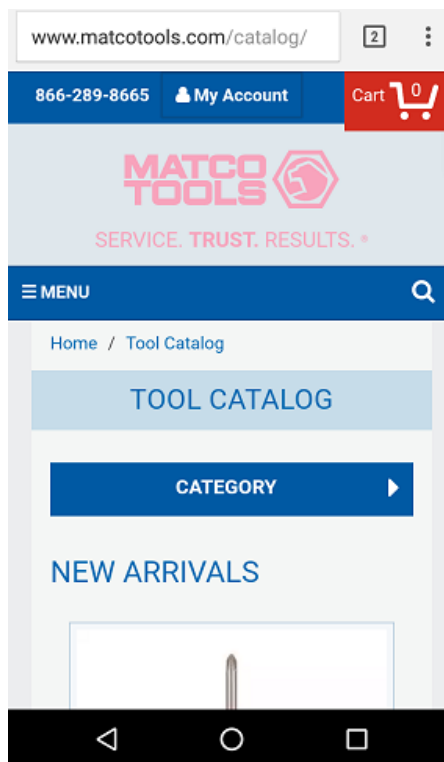 www.matcotools.com/catalog/ 2
866-289-8665 My Account Cart 0
MATCO
TOOLS
SERVICE. TRUST. RESULTS. ®
MENU
Home / Tool Catalog
TOOL CATALOG
CATEGORY
NEW ARRIVALS